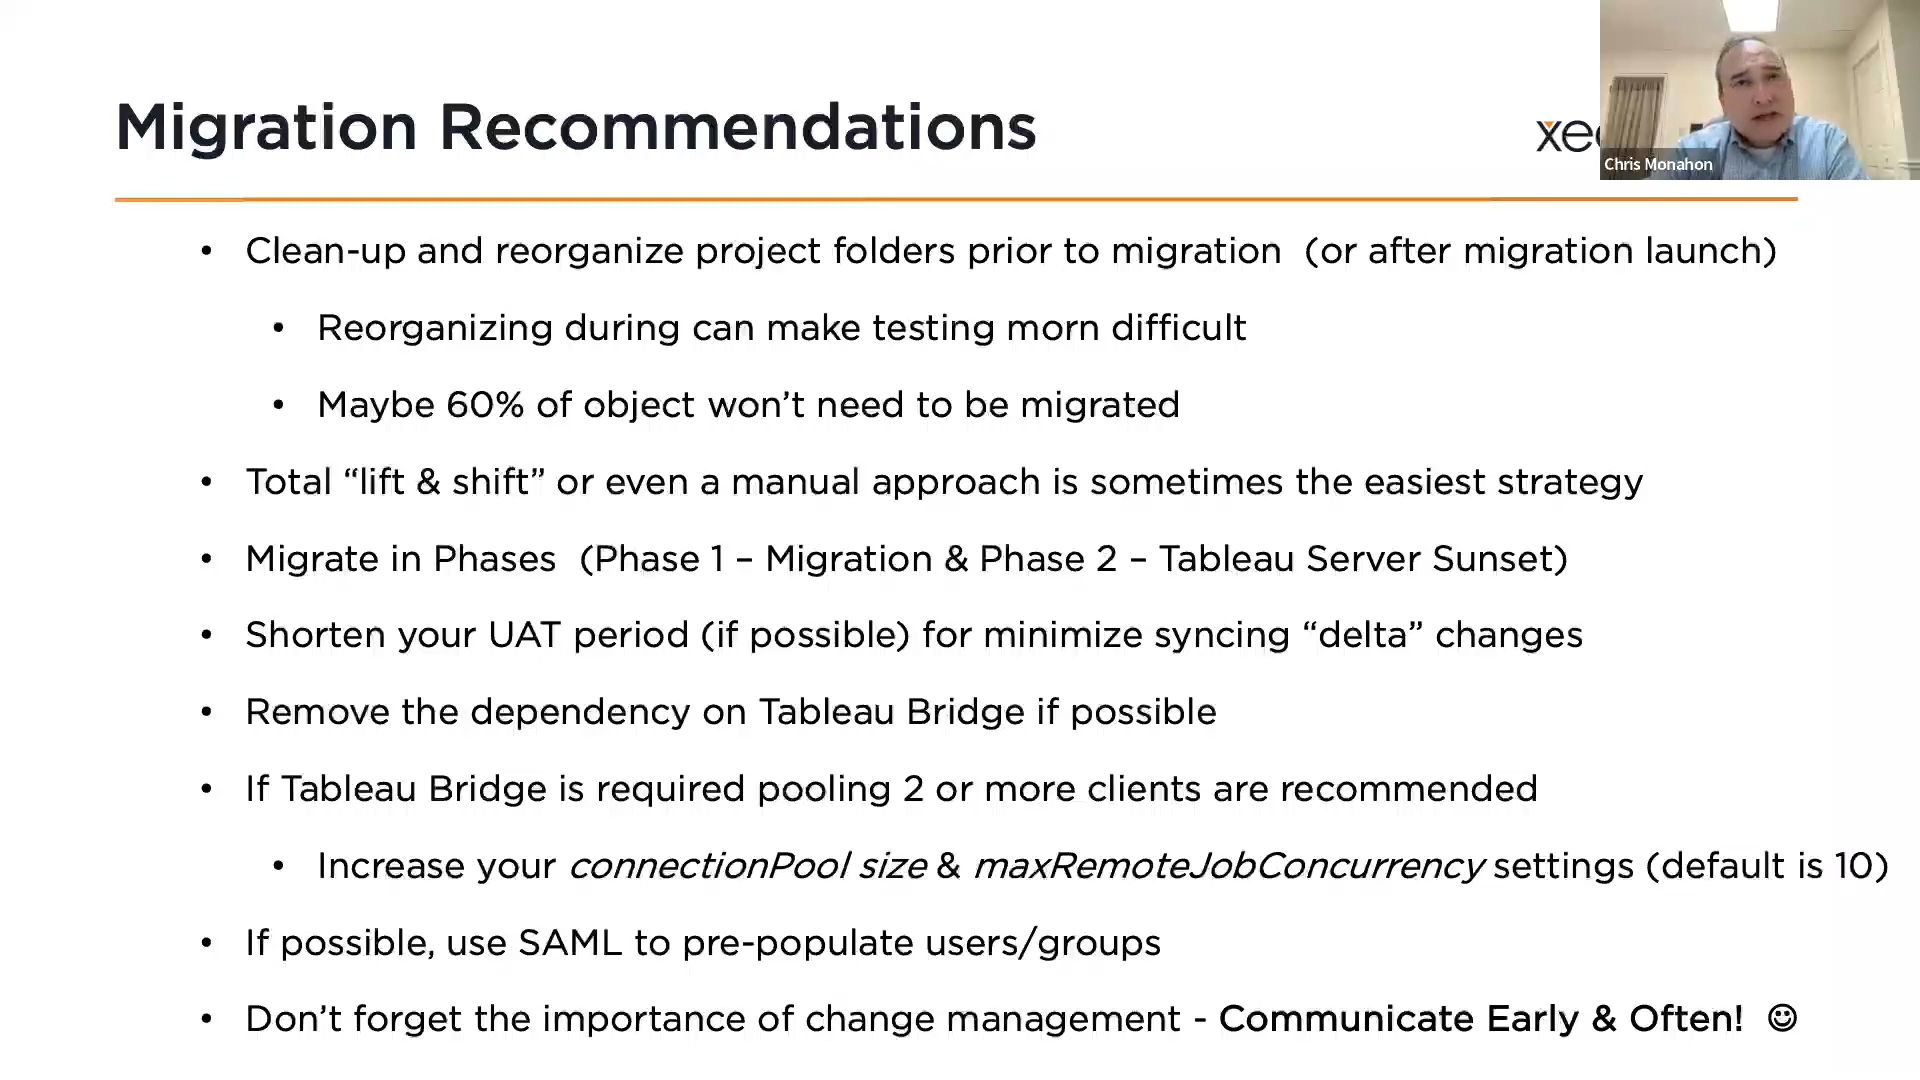 Migration Recommendations
Chris Monahon
• Clean-up and reorganize project folders prior to migration (or after migration launch)
• Reorganizing during can make testing morn difficult
• Maybe 60% of object won’t need to be migrated
• Total “lift & shift” or even a manual approach is sometimes the easiest strategy
• Migrate in Phases (Phase 1 – Migration & Phase 2 – Tableau Server Sunset)
• Shorten your UAT period (if possible) for minimize syncing “delta” changes
• Remove the dependency on Tableau Bridge if possible
• If Tableau Bridge is required pooling 2 or more clients are recommended
• Increase your connectionPool size & maxRemoteJobConcurrency settings (default is 10)
• If possible, use SAML to pre-populate users/groups
• Don’t forget the importance of change management - Communicate Early & Often! ☺